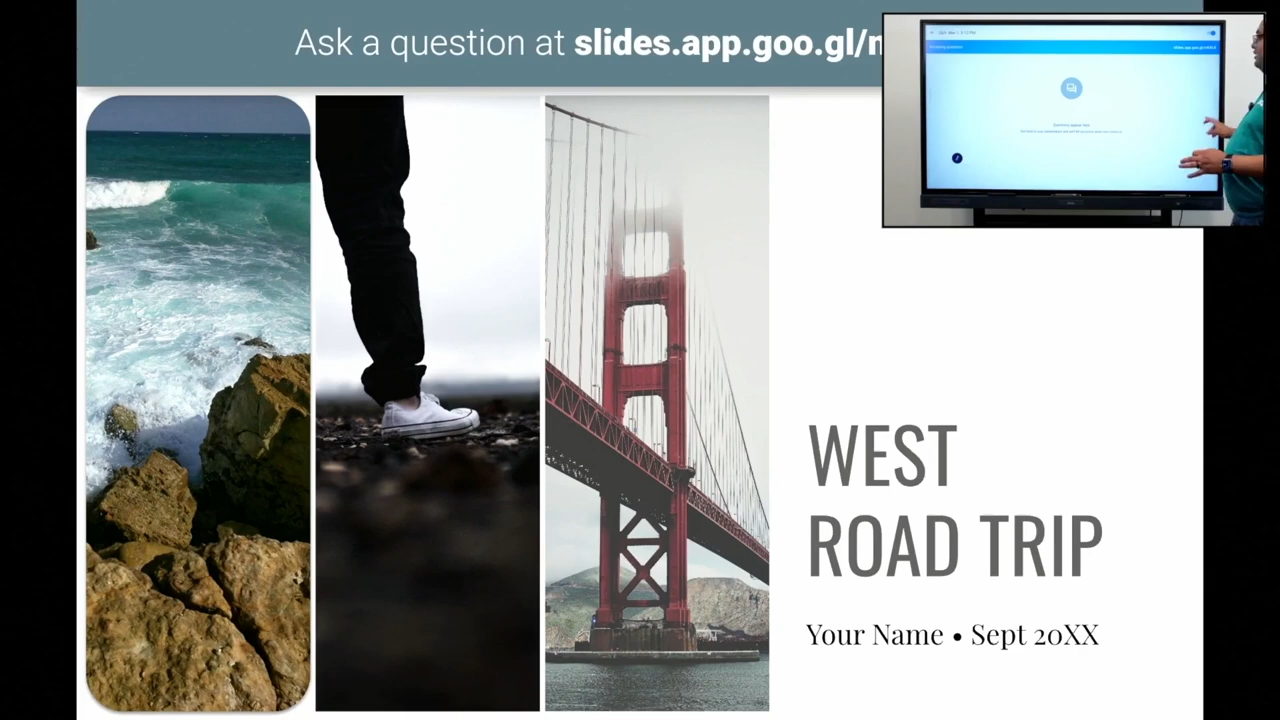 Ask a question at slides.app.goo.gl/
WEST
ROAD TRIP
Your Name • Sept 20XX